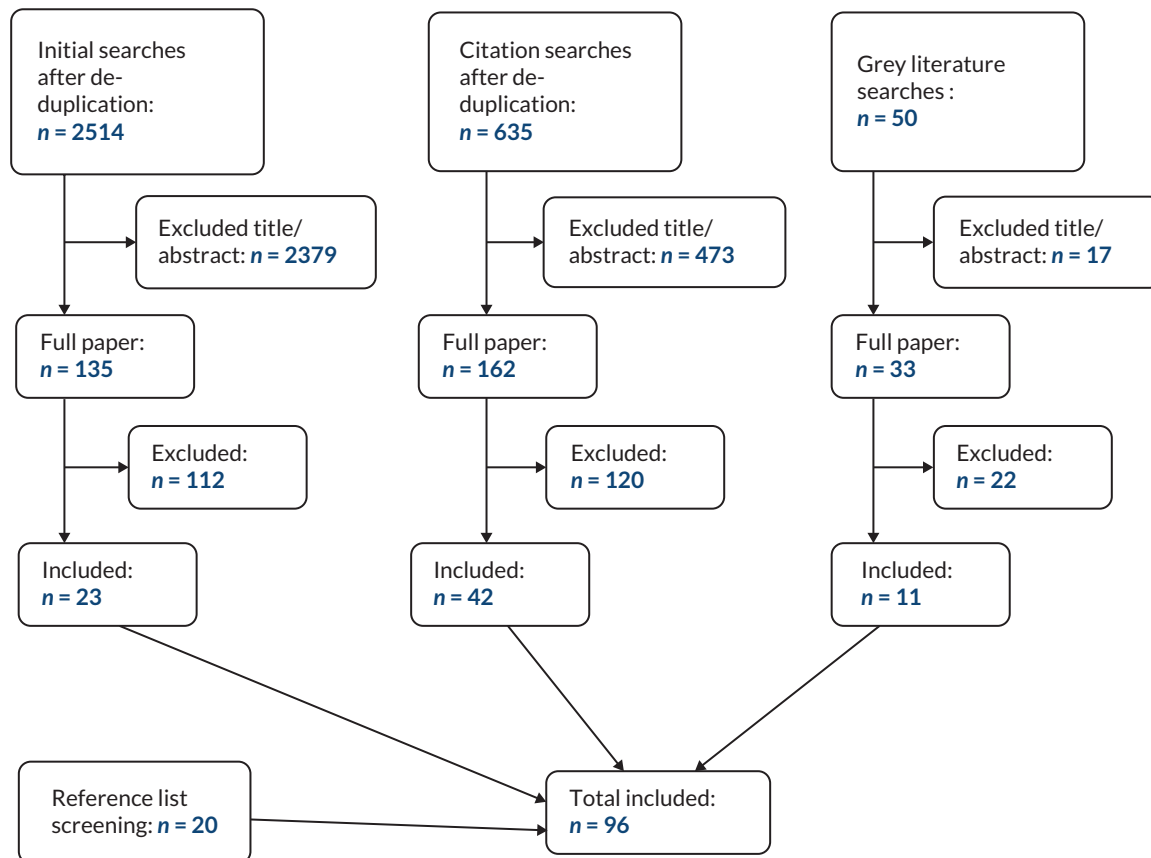 Initial searches
after de-
duplication:
n = 2514
Citation searches
after de-
duplication:
n = 635
Grey literature
searches :
n = 50
Excluded title/
abstract: n = 2379
Excluded title/
abstract: n = 473
Excluded title/
abstract: n = 17
Full paper:
n = 135
Full paper:
n = 162
Full paper:
n = 33
Excluded:
n = 112
Excluded:
n = 120
Excluded:
n = 22
Included:
n = 23
Included:
n = 42
Included:
n = 11
Reference list
screening: n = 20
Total included:
n = 96